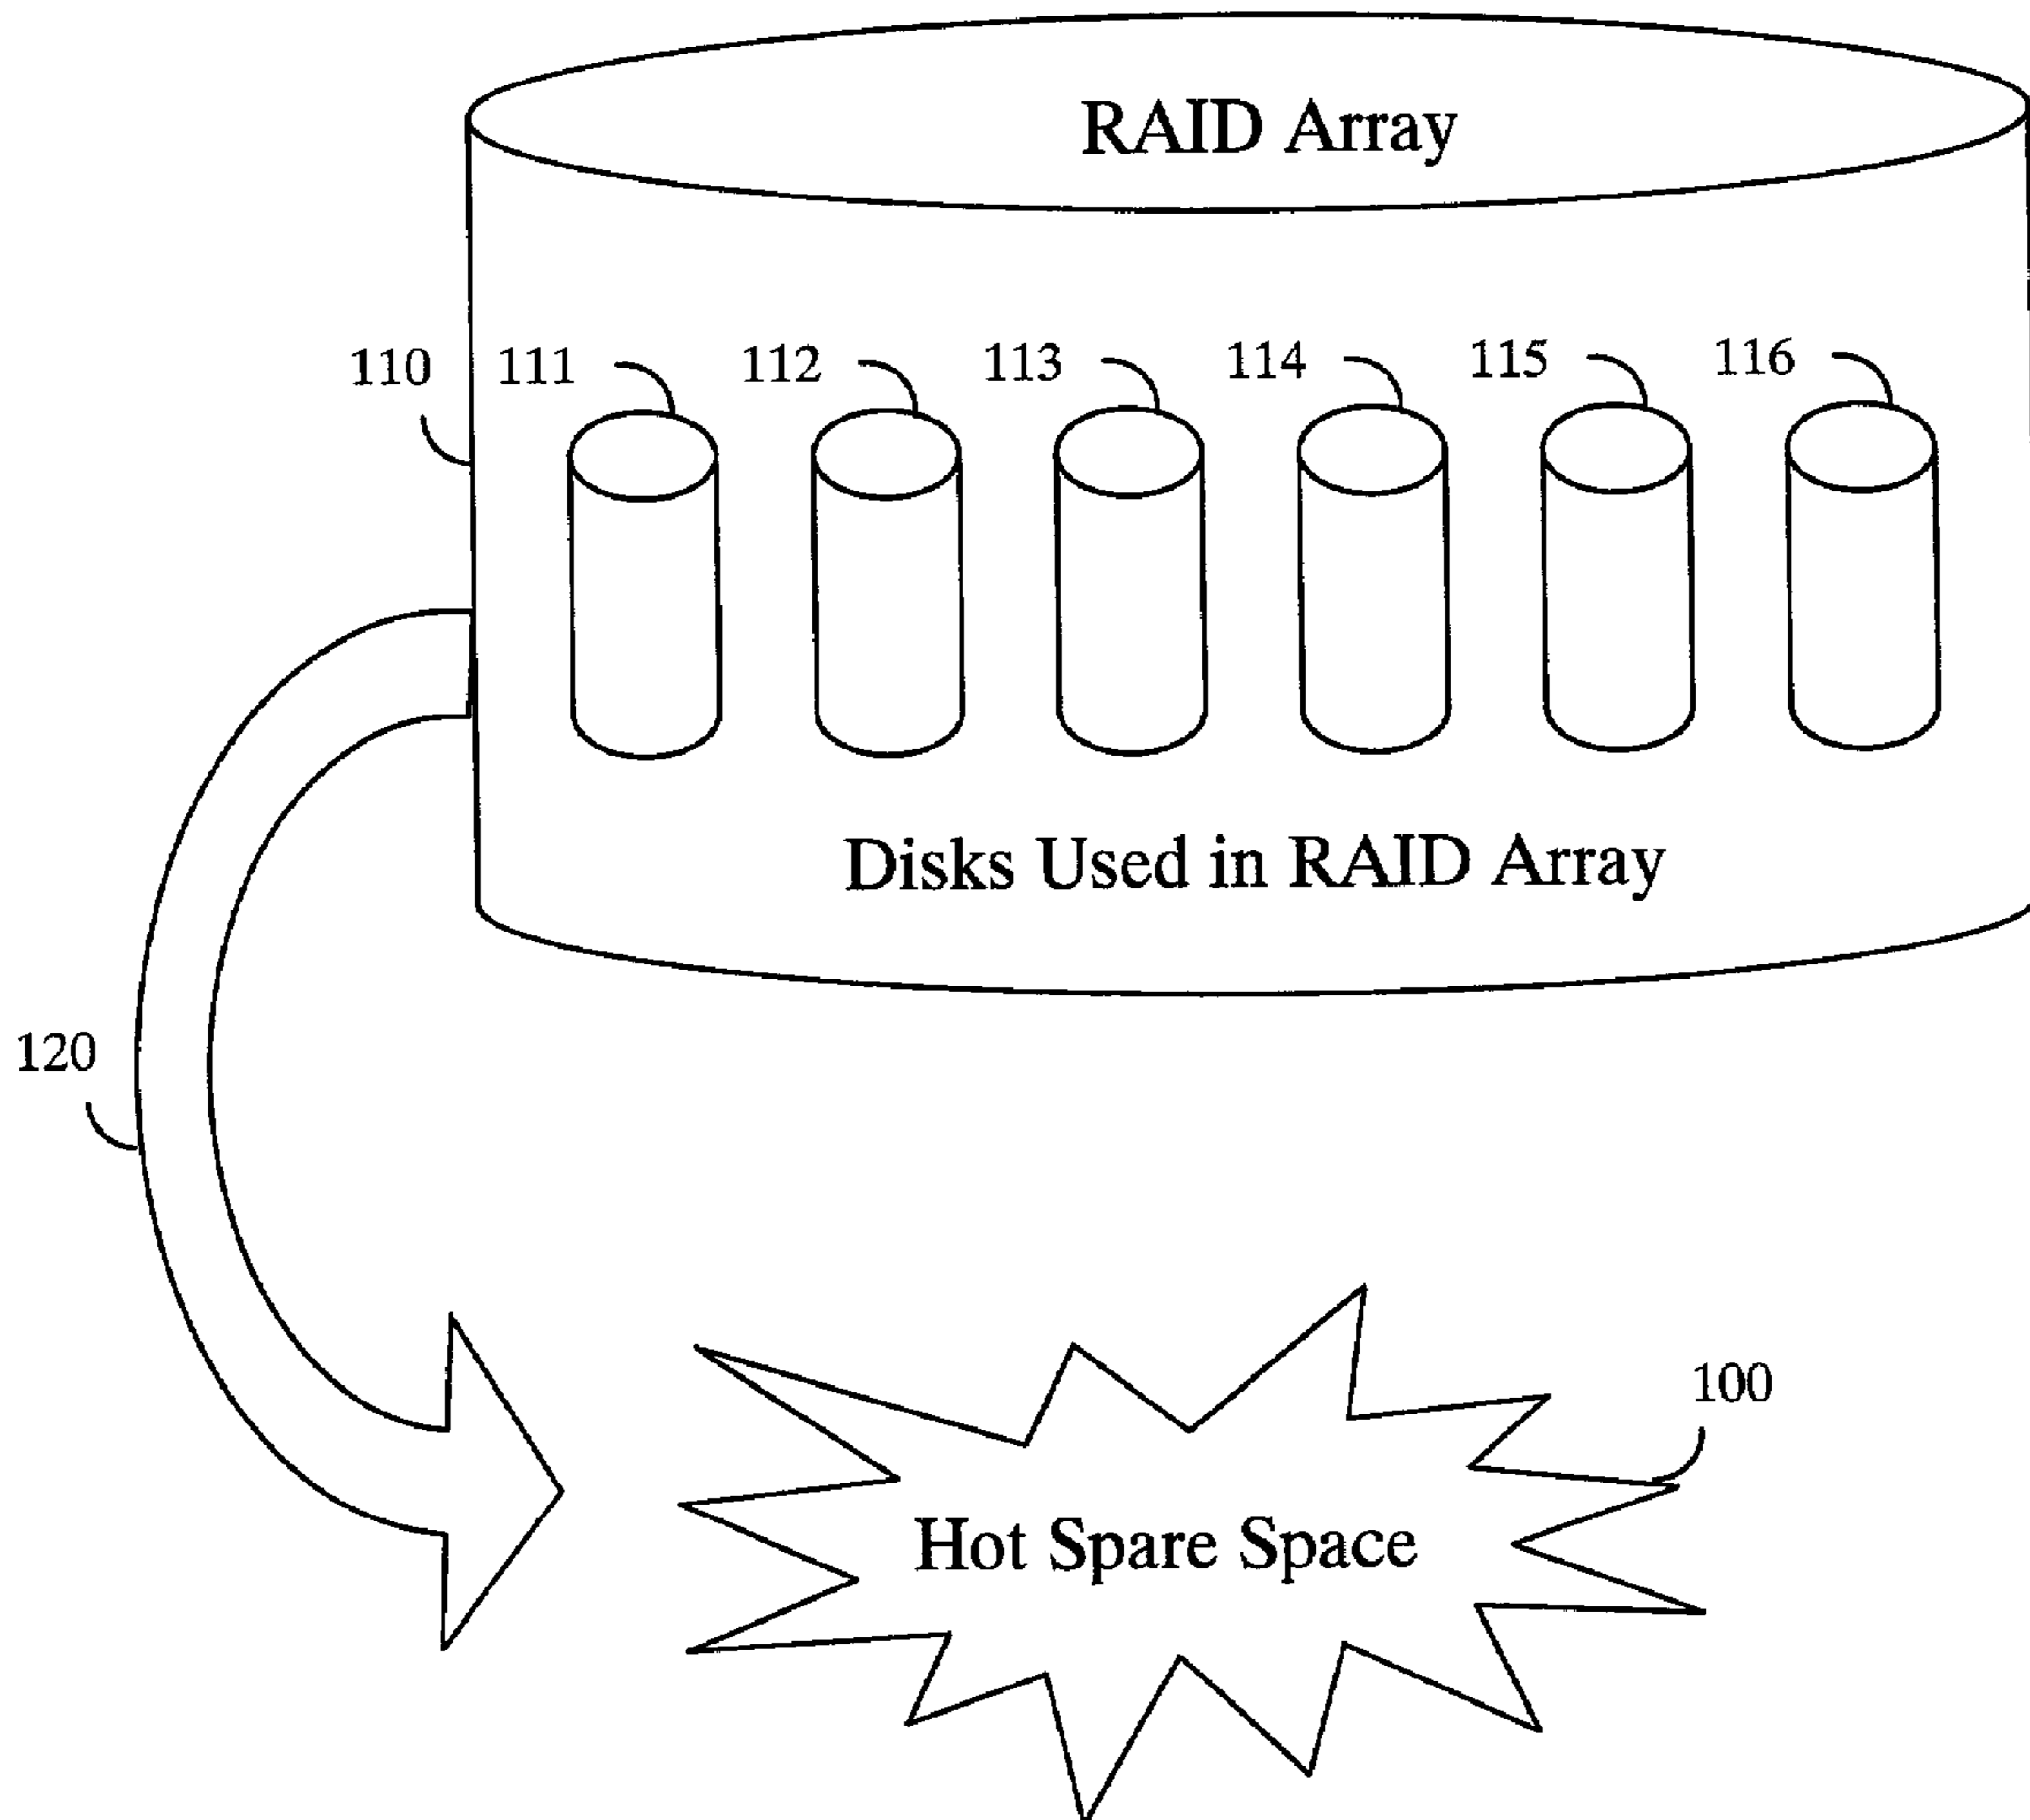 RAID Array
110 111 112 113 114 115 116
Disks Used in RAID Array
120
100
Hot Spare Space